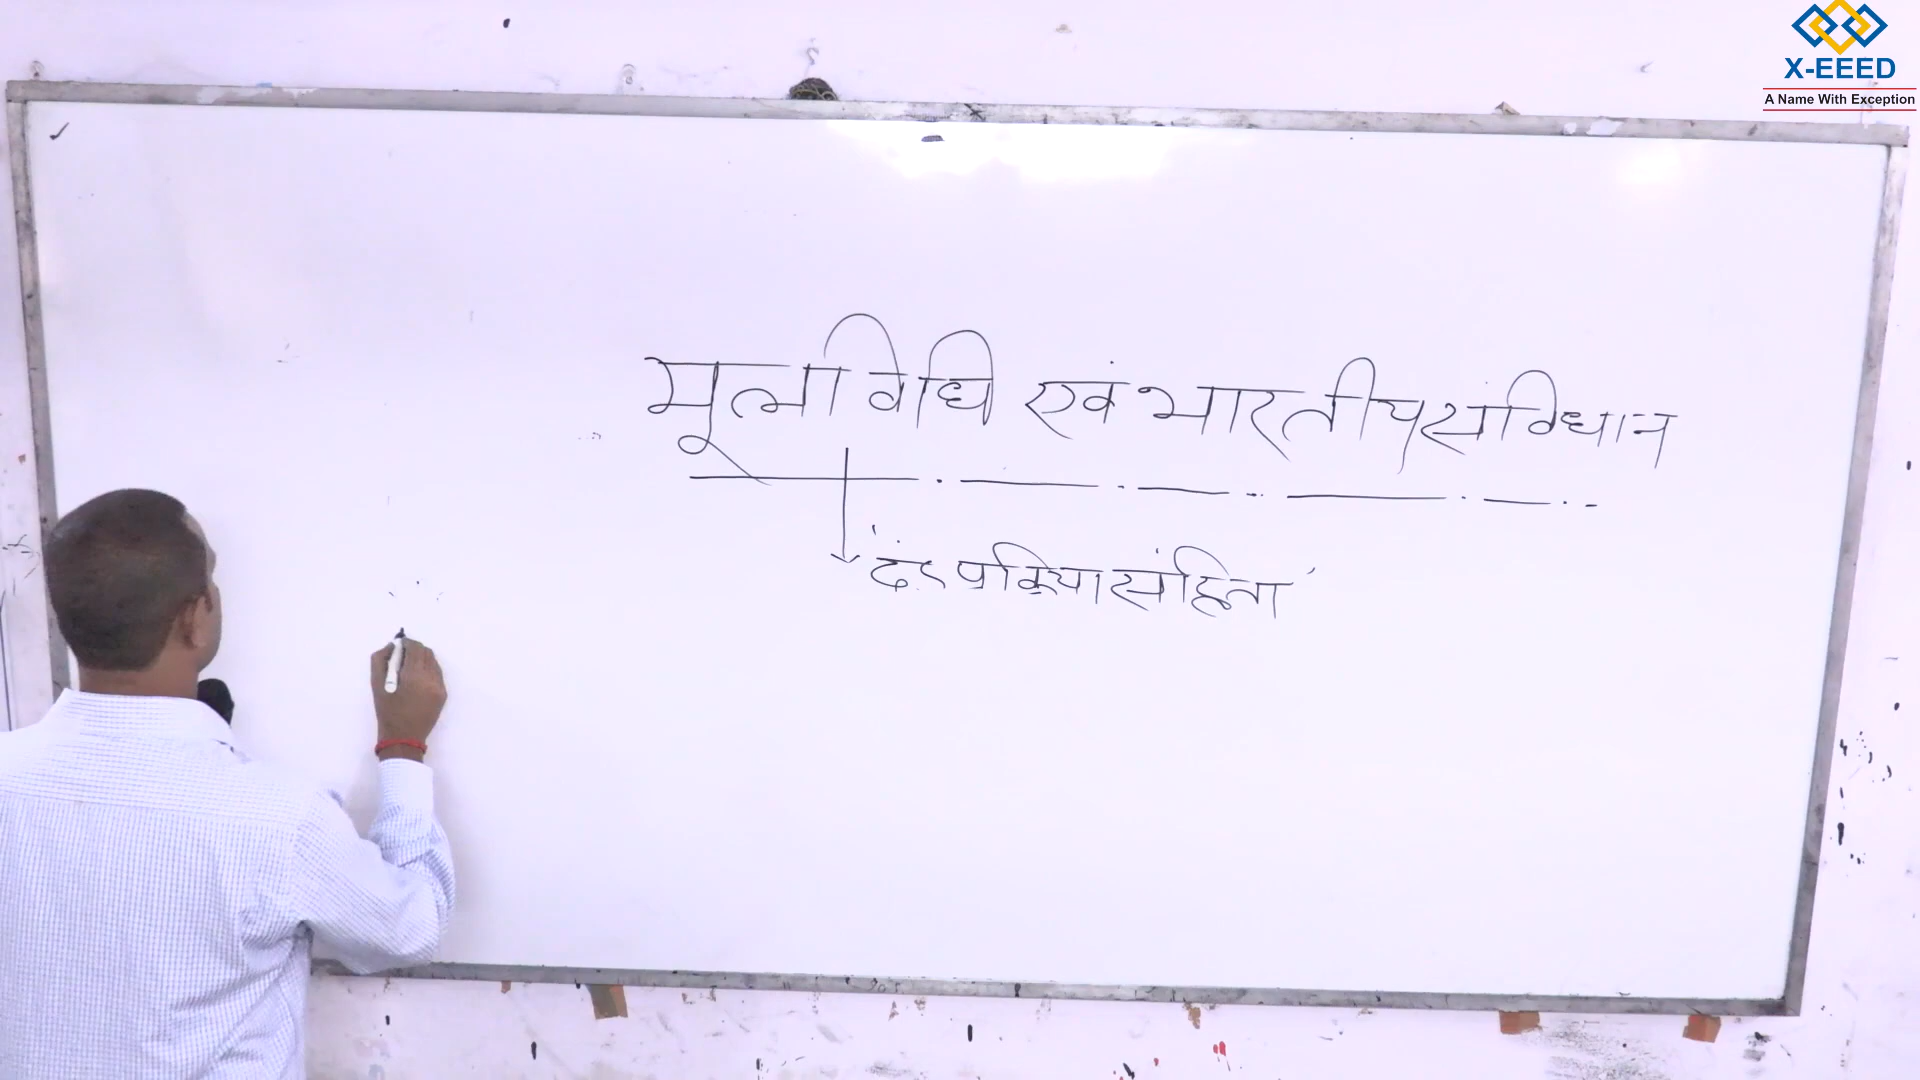 X-EEED
A Name With Exception
मूल विधि एवं भारतीय संविधान
दंड प्रक्रिया संहिता